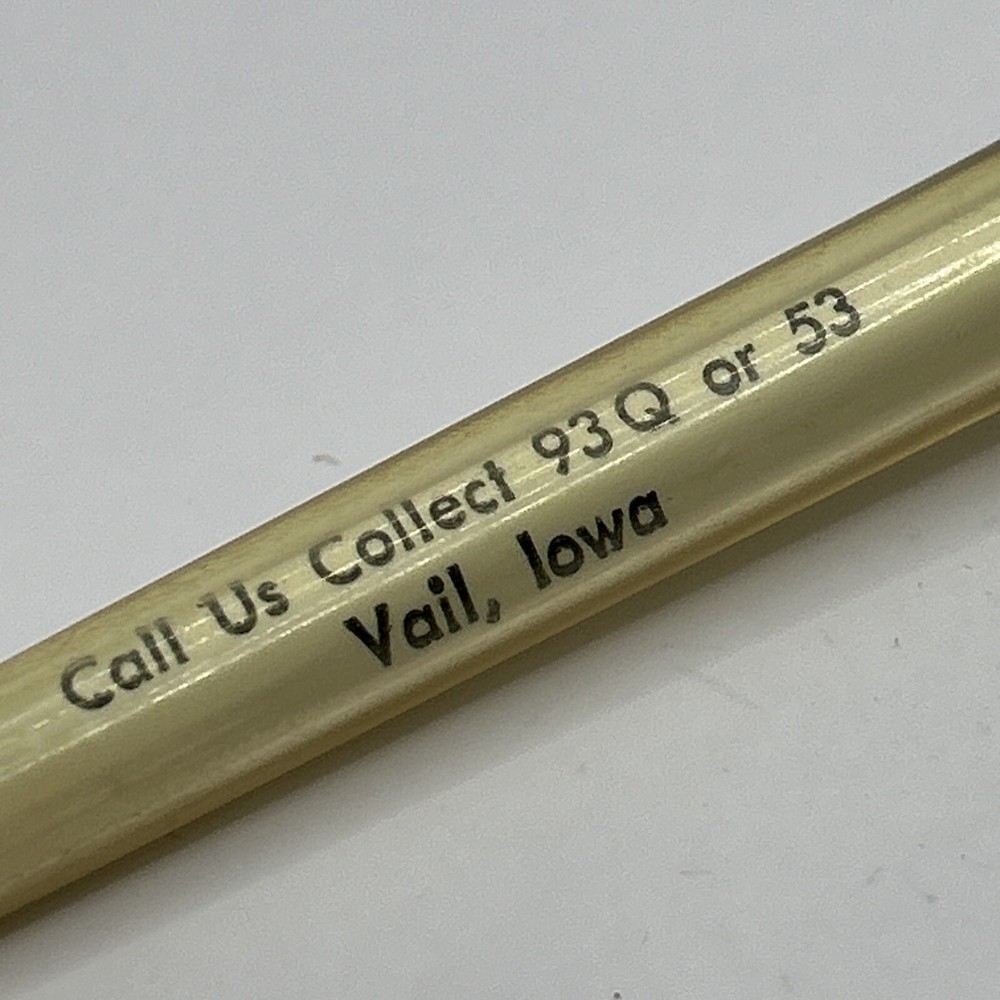 Call Us Collect 93Q or 53
Vail, Iowa